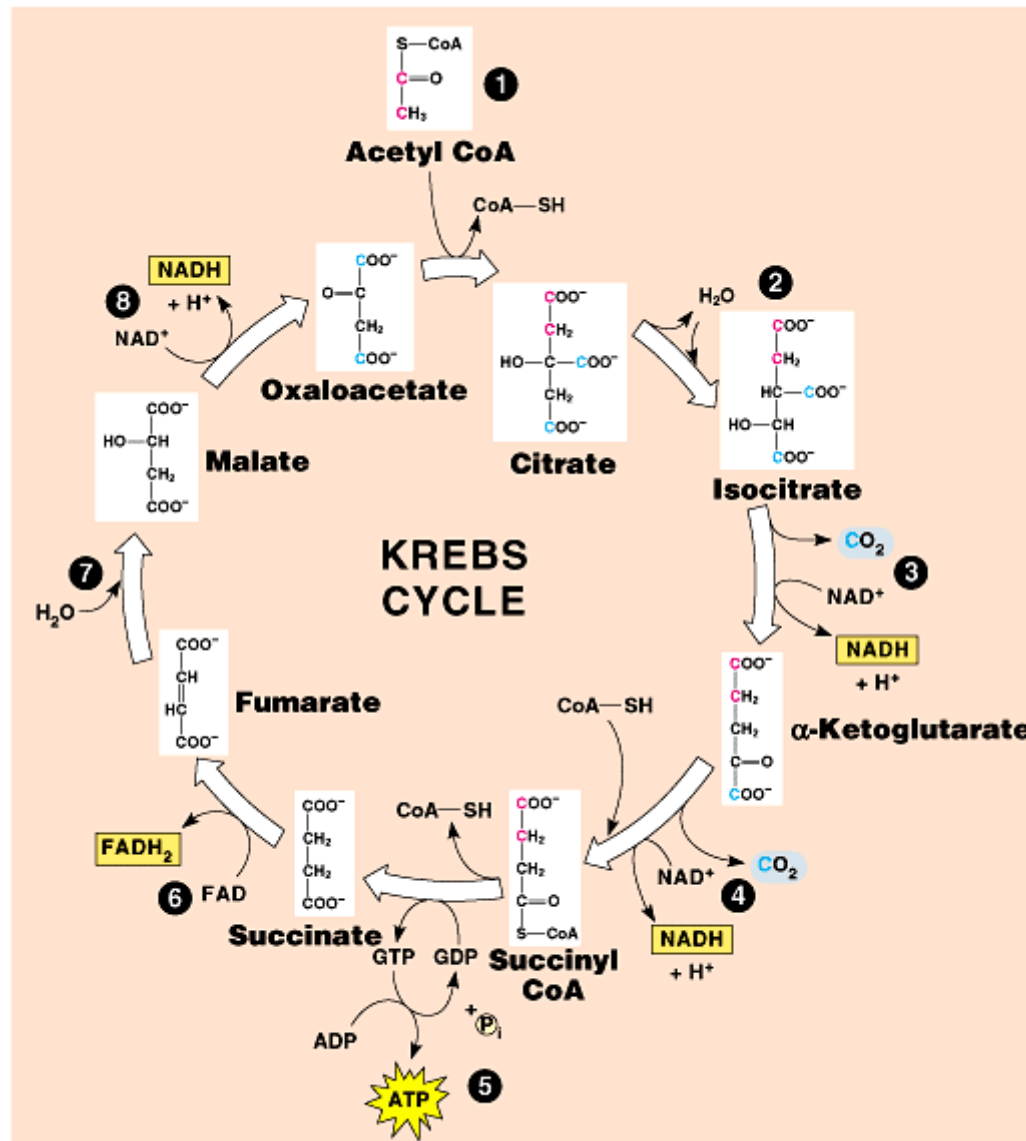 S—CoA
C=O
CH₃
1
Acetyl CoA
CoA—SH
NADH
+ H⁺
8
NAD⁺
COO⁻
O—C
CH₂
COO⁻
Oxaloacetate
COO⁻
CH₂
HO—C—COO⁻
CH₂
COO⁻
Citrate
H₂O
2
COO⁻
CH₂
HC—COO⁻
HO—CH
COO⁻
Isocitrate
COO⁻
HO—CH
CH₂
COO⁻
Malate
KREBS
CYCLE
CO₂
3
NAD⁺
NADH
+ H⁺
7
H₂O
COO⁻
CH
HC
COO⁻
Fumarate
COO⁻
CH₂
CH₂
C—O
COO⁻
α-Ketoglutarate
CoA—SH
CO₂
NAD⁺
4
NADH
+ H⁺
COO⁻
CH₂
CH₂
C=O
S—CoA
Succinyl
CoA
CoA—SH
FADH₂
6
FAD
COO⁻
CH₂
CH₂
COO⁻
Succinate
GTP
GDP
+ Pᵢ
ADP
ATP
5